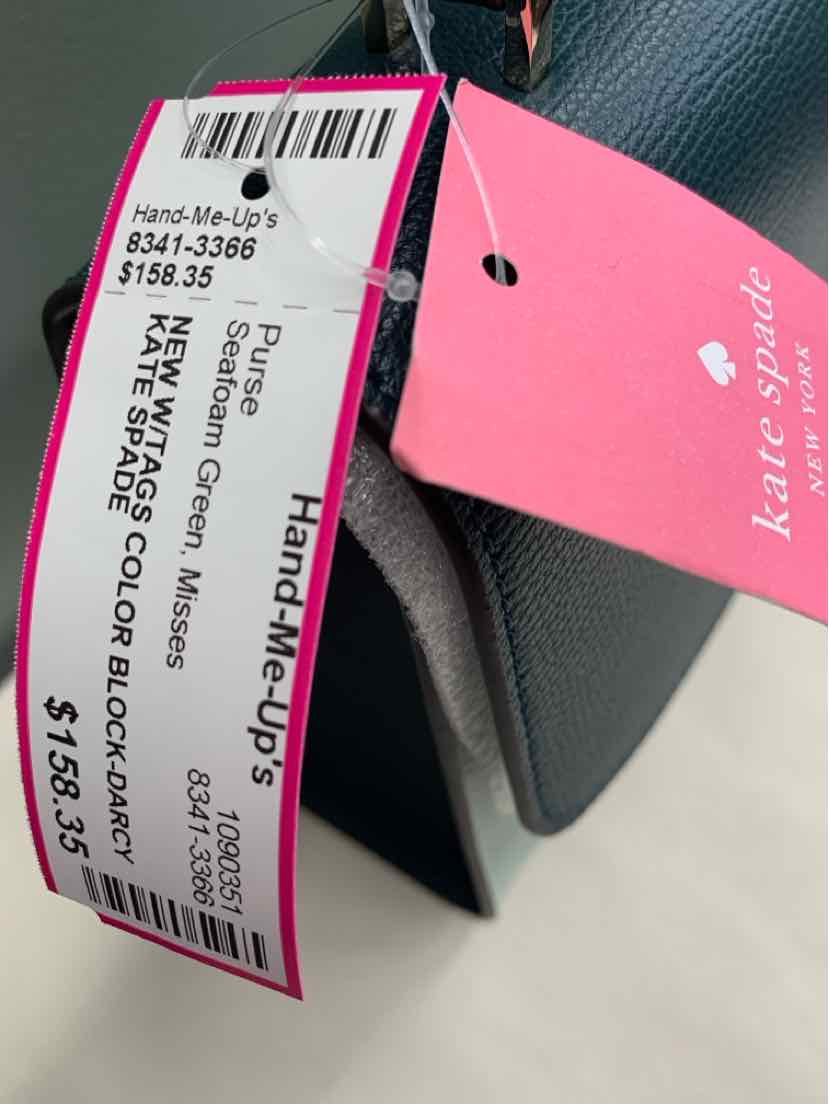 Hand-Me-Up's
8341-3366
$158.35
Hand-Me-Up's
Purse
Seafoam Green, Misses
1090351
8341-3366
NEW W/TAGS COLOR BLOCK-DARCY
KATE SPADE
$158.35
kate spade
NEW YORK